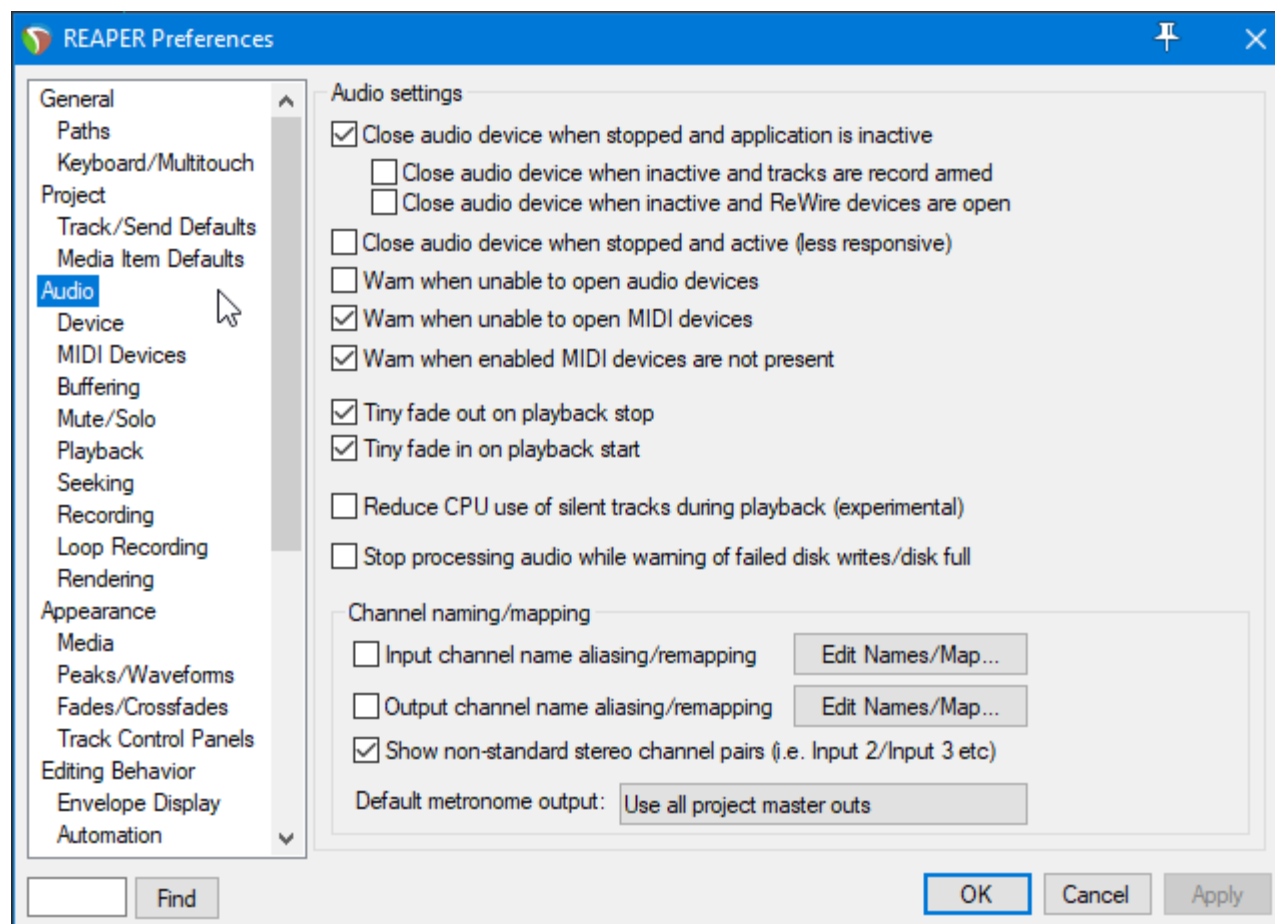 REAPER Preferences
General
Paths
Keyboard/Multitouch
Project
Track/Send Defaults
Media Item Defaults
Audio
Device
MIDI Devices
Buffering
Mute/Solo
Playback
Seeking
Recording
Loop Recording
Rendering
Appearance
Media
Peaks/Waveforms
Fades/Crossfades
Track Control Panels
Editing Behavior
Envelope Display
Automation
Find
Audio settings
Close audio device when stopped and application is inactive
Close audio device when inactive and tracks are record armed
Close audio device when inactive and ReWire devices are open
Close audio device when stopped and active (less responsive)
Warn when unable to open audio devices
Warn when unable to open MIDI devices
Warn when enabled MIDI devices are not present
Tiny fade out on playback stop
Tiny fade in on playback start
Reduce CPU use of silent tracks during playback (experimental)
Stop processing audio while warning of failed disk writes/disk full
Channel naming/mapping
Input channel name aliasing/remapping Edit Names/Map...
Output channel name aliasing/remapping Edit Names/Map...
Show non-standard stereo channel pairs (i.e. Input 2/Input 3 etc)
Default metronome output: Use all project master outs
OK Cancel Apply